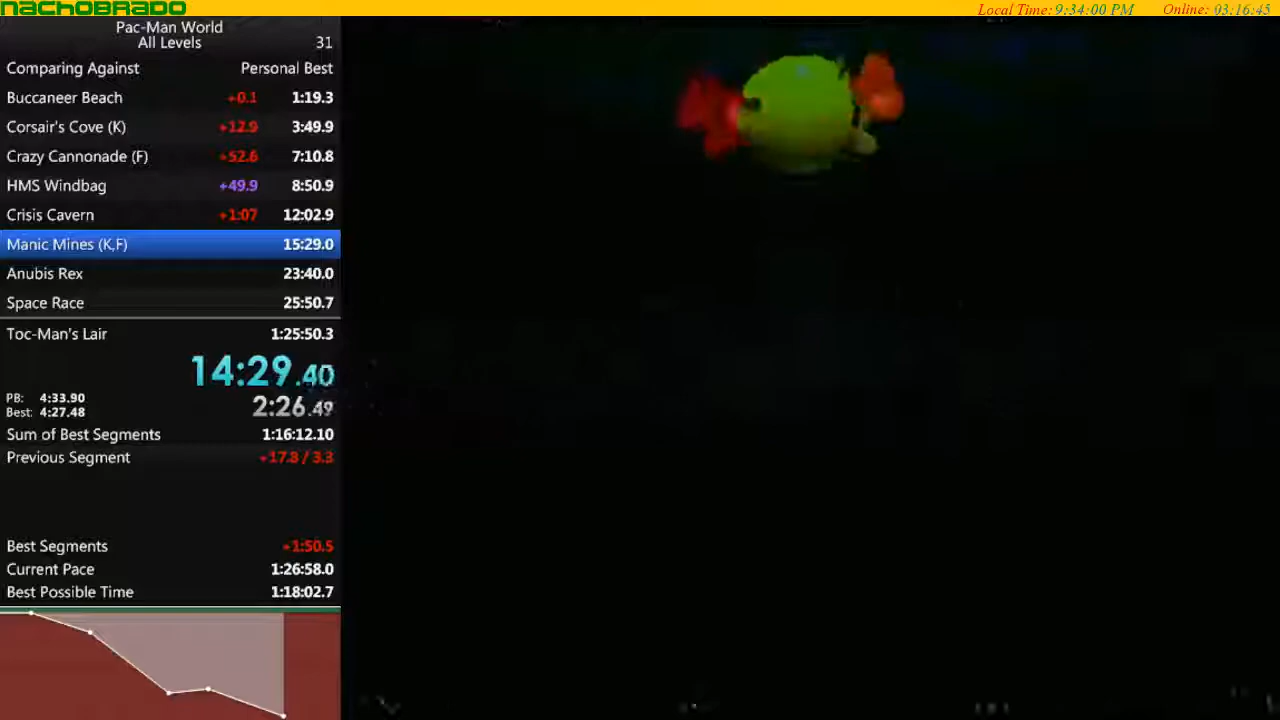 NACHOBRADO
Local Time: 9:34:00 PM Online: 03:16:45
Pac-Man World
All Levels 31
Comparing Against Personal Best
Buccaneer Beach +0.1 1:19.3
Corsair's Cove (K) +12.9 3:49.9
Crazy Cannonade (F) +52.6 7:10.8
HMS Windbag +49.9 8:50.9
Crisis Cavern +1:07 12:02.9
Manic Mines (K,F) 15:29.0
Anubis Rex 23:40.0
Space Race 25:50.7
Toc-Man's Lair 1:25:50.3
14:29.40
PB: 4:33.90
Best: 4:27.48 2:26.49
Sum of Best Segments 1:16:12.10
Previous Segment +17.8 / 3.3
Best Segments +1:50.5
Current Pace 1:26:58.0
Best Possible Time 1:18:02.7